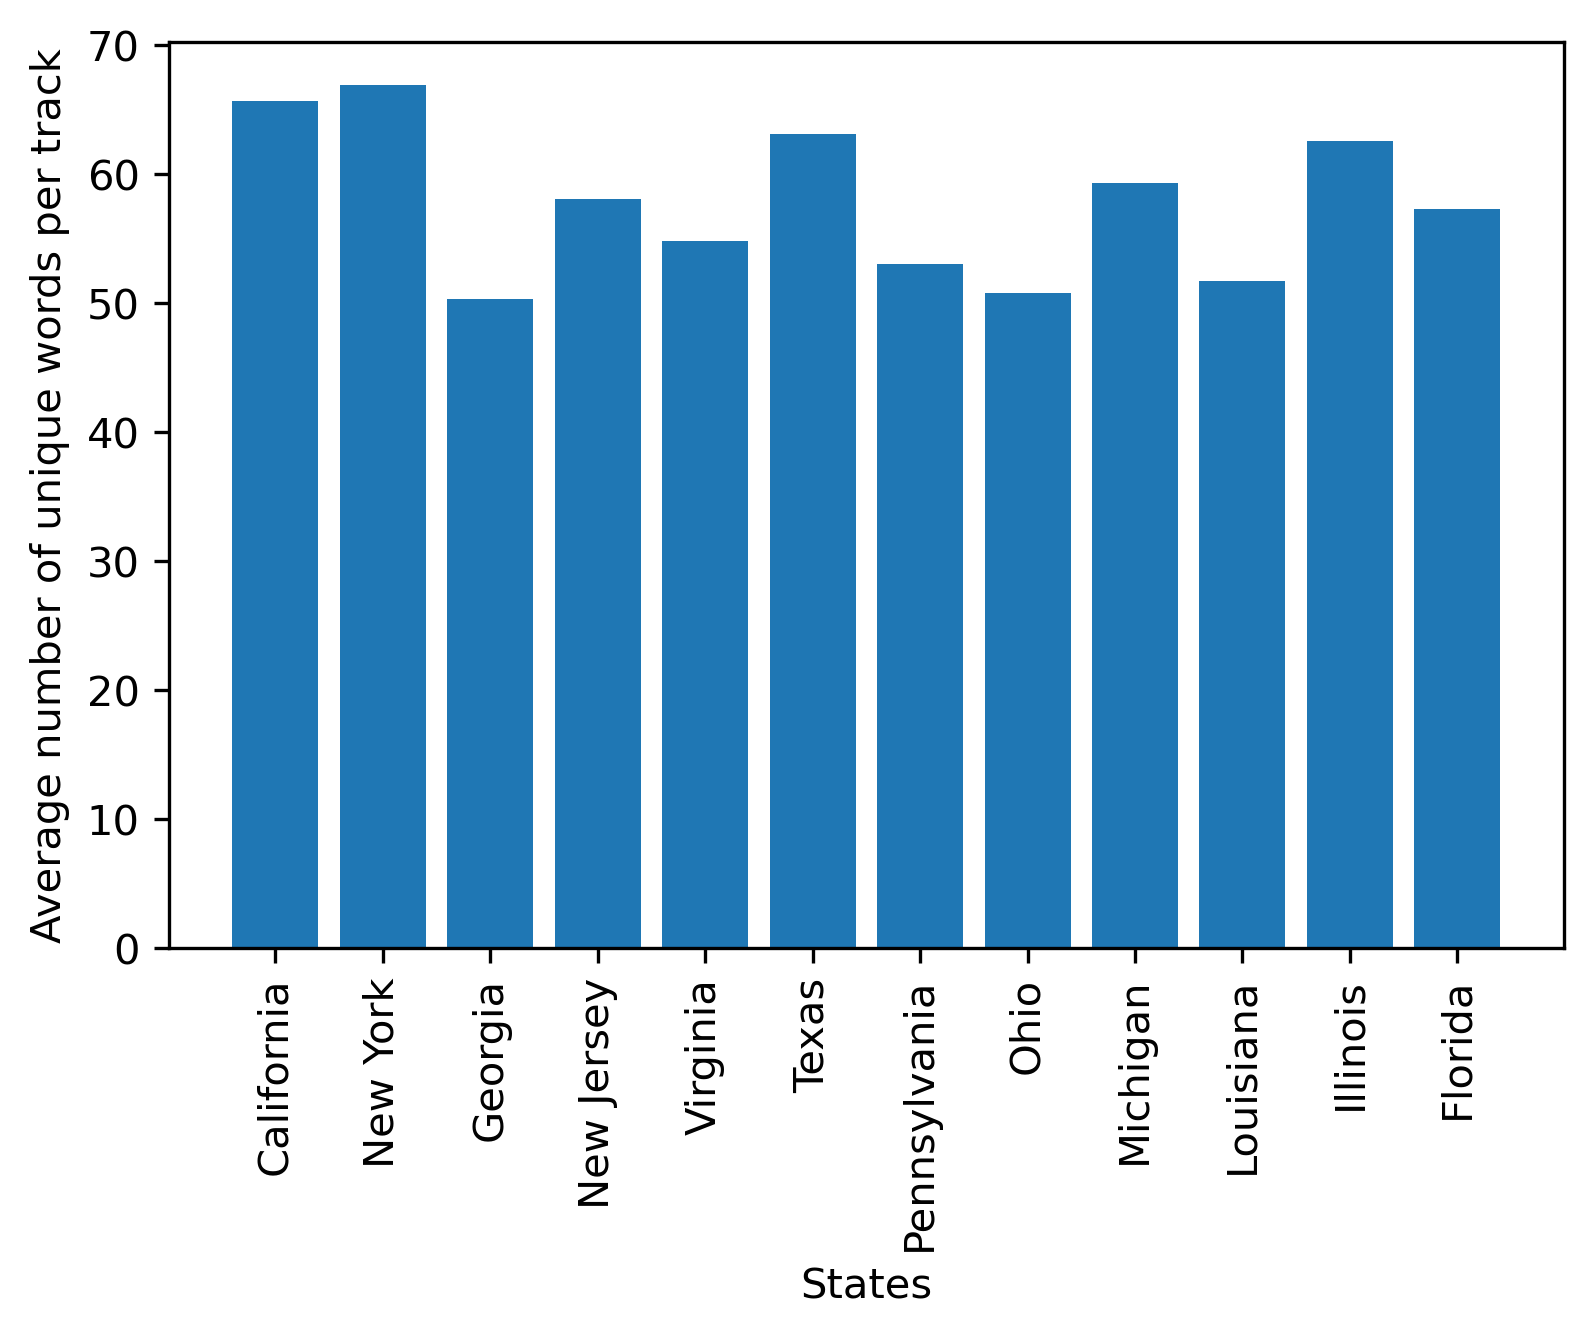 Average number of unique words per track
70
60
50
40
30
20
10
0
California
New York
Georgia
New Jersey
Virginia
Texas
Pennsylvania
Ohio
Michigan
Louisiana
Illinois
Florida
States